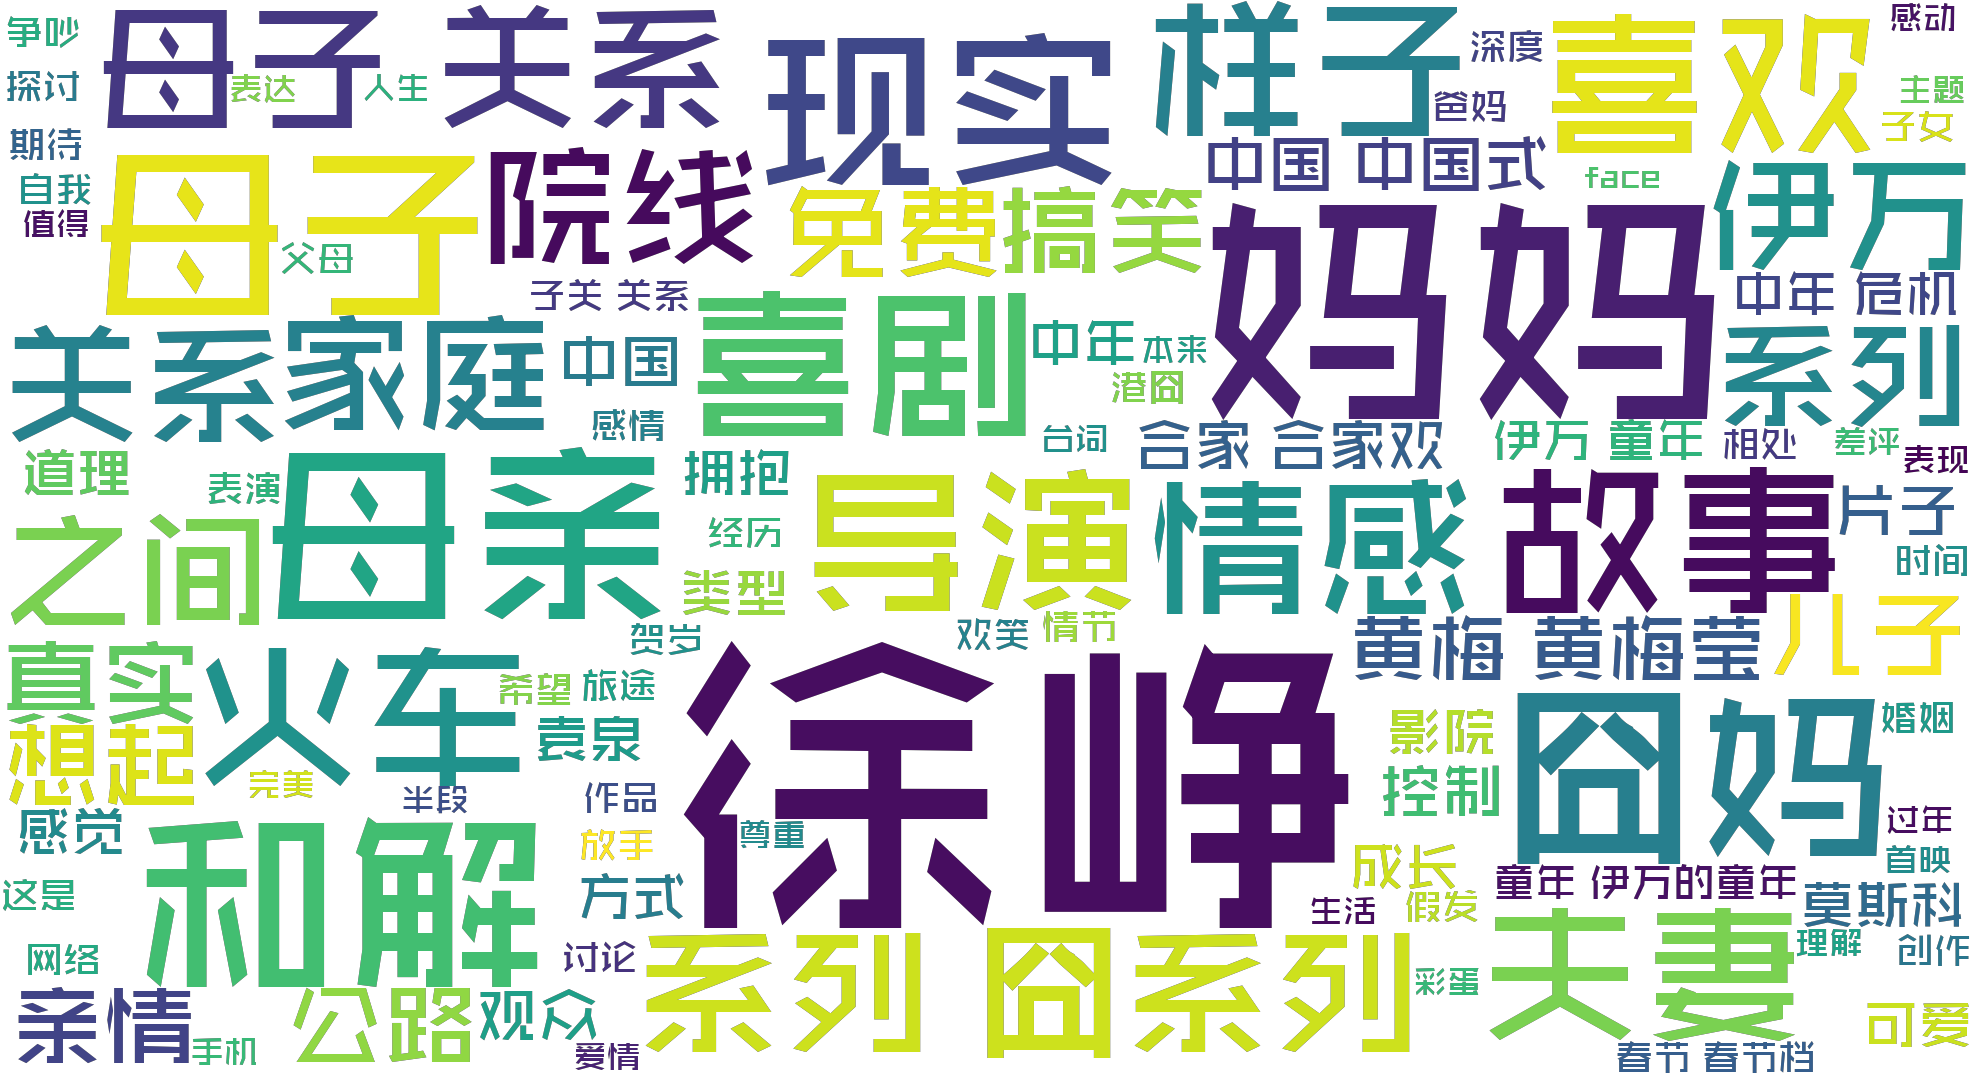 争吵
母子 关系
现实
样子
深度
喜欢
感动
探讨
表达
人生
爸妈
主题
子女
期待
母子
院线
免费
搞笑
中国 中国式
face
伊万
自我
值得
父母
子关 关系
妈妈
中年 危机
关系
家庭
中国
喜剧
中年
本来
港囧
系列
感情
台词
合家 合家欢
伊万 童年
相处
差评
表现
道理
表演
母亲
拥抱
导演
情感
故事
片子
之间
经历
类型
时间
贺岁
欢笑
情节
黄梅 黄梅莹
儿子
真实
火车
希望
旅途
徐峥
囧妈
婚姻
想起
完美
半段
袁泉
作品
影院
控制
感觉
和解
放手
尊重
成长
过年
首映
这是
方式
生活
假发
童年 伊万的童年
莫斯科
网络
讨论
系列 囧系列
彩蛋
夫妻
理解
创作
亲情
手机
公路
观众
爱情
春节 春节档
可爱